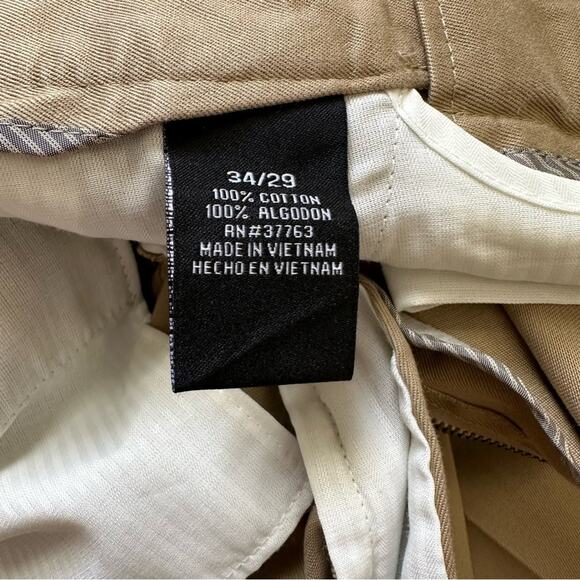 34/29
100% COTTON
100% ALGODON
RN#37763
MADE IN VIETNAM
HECHO EN VIETNAM